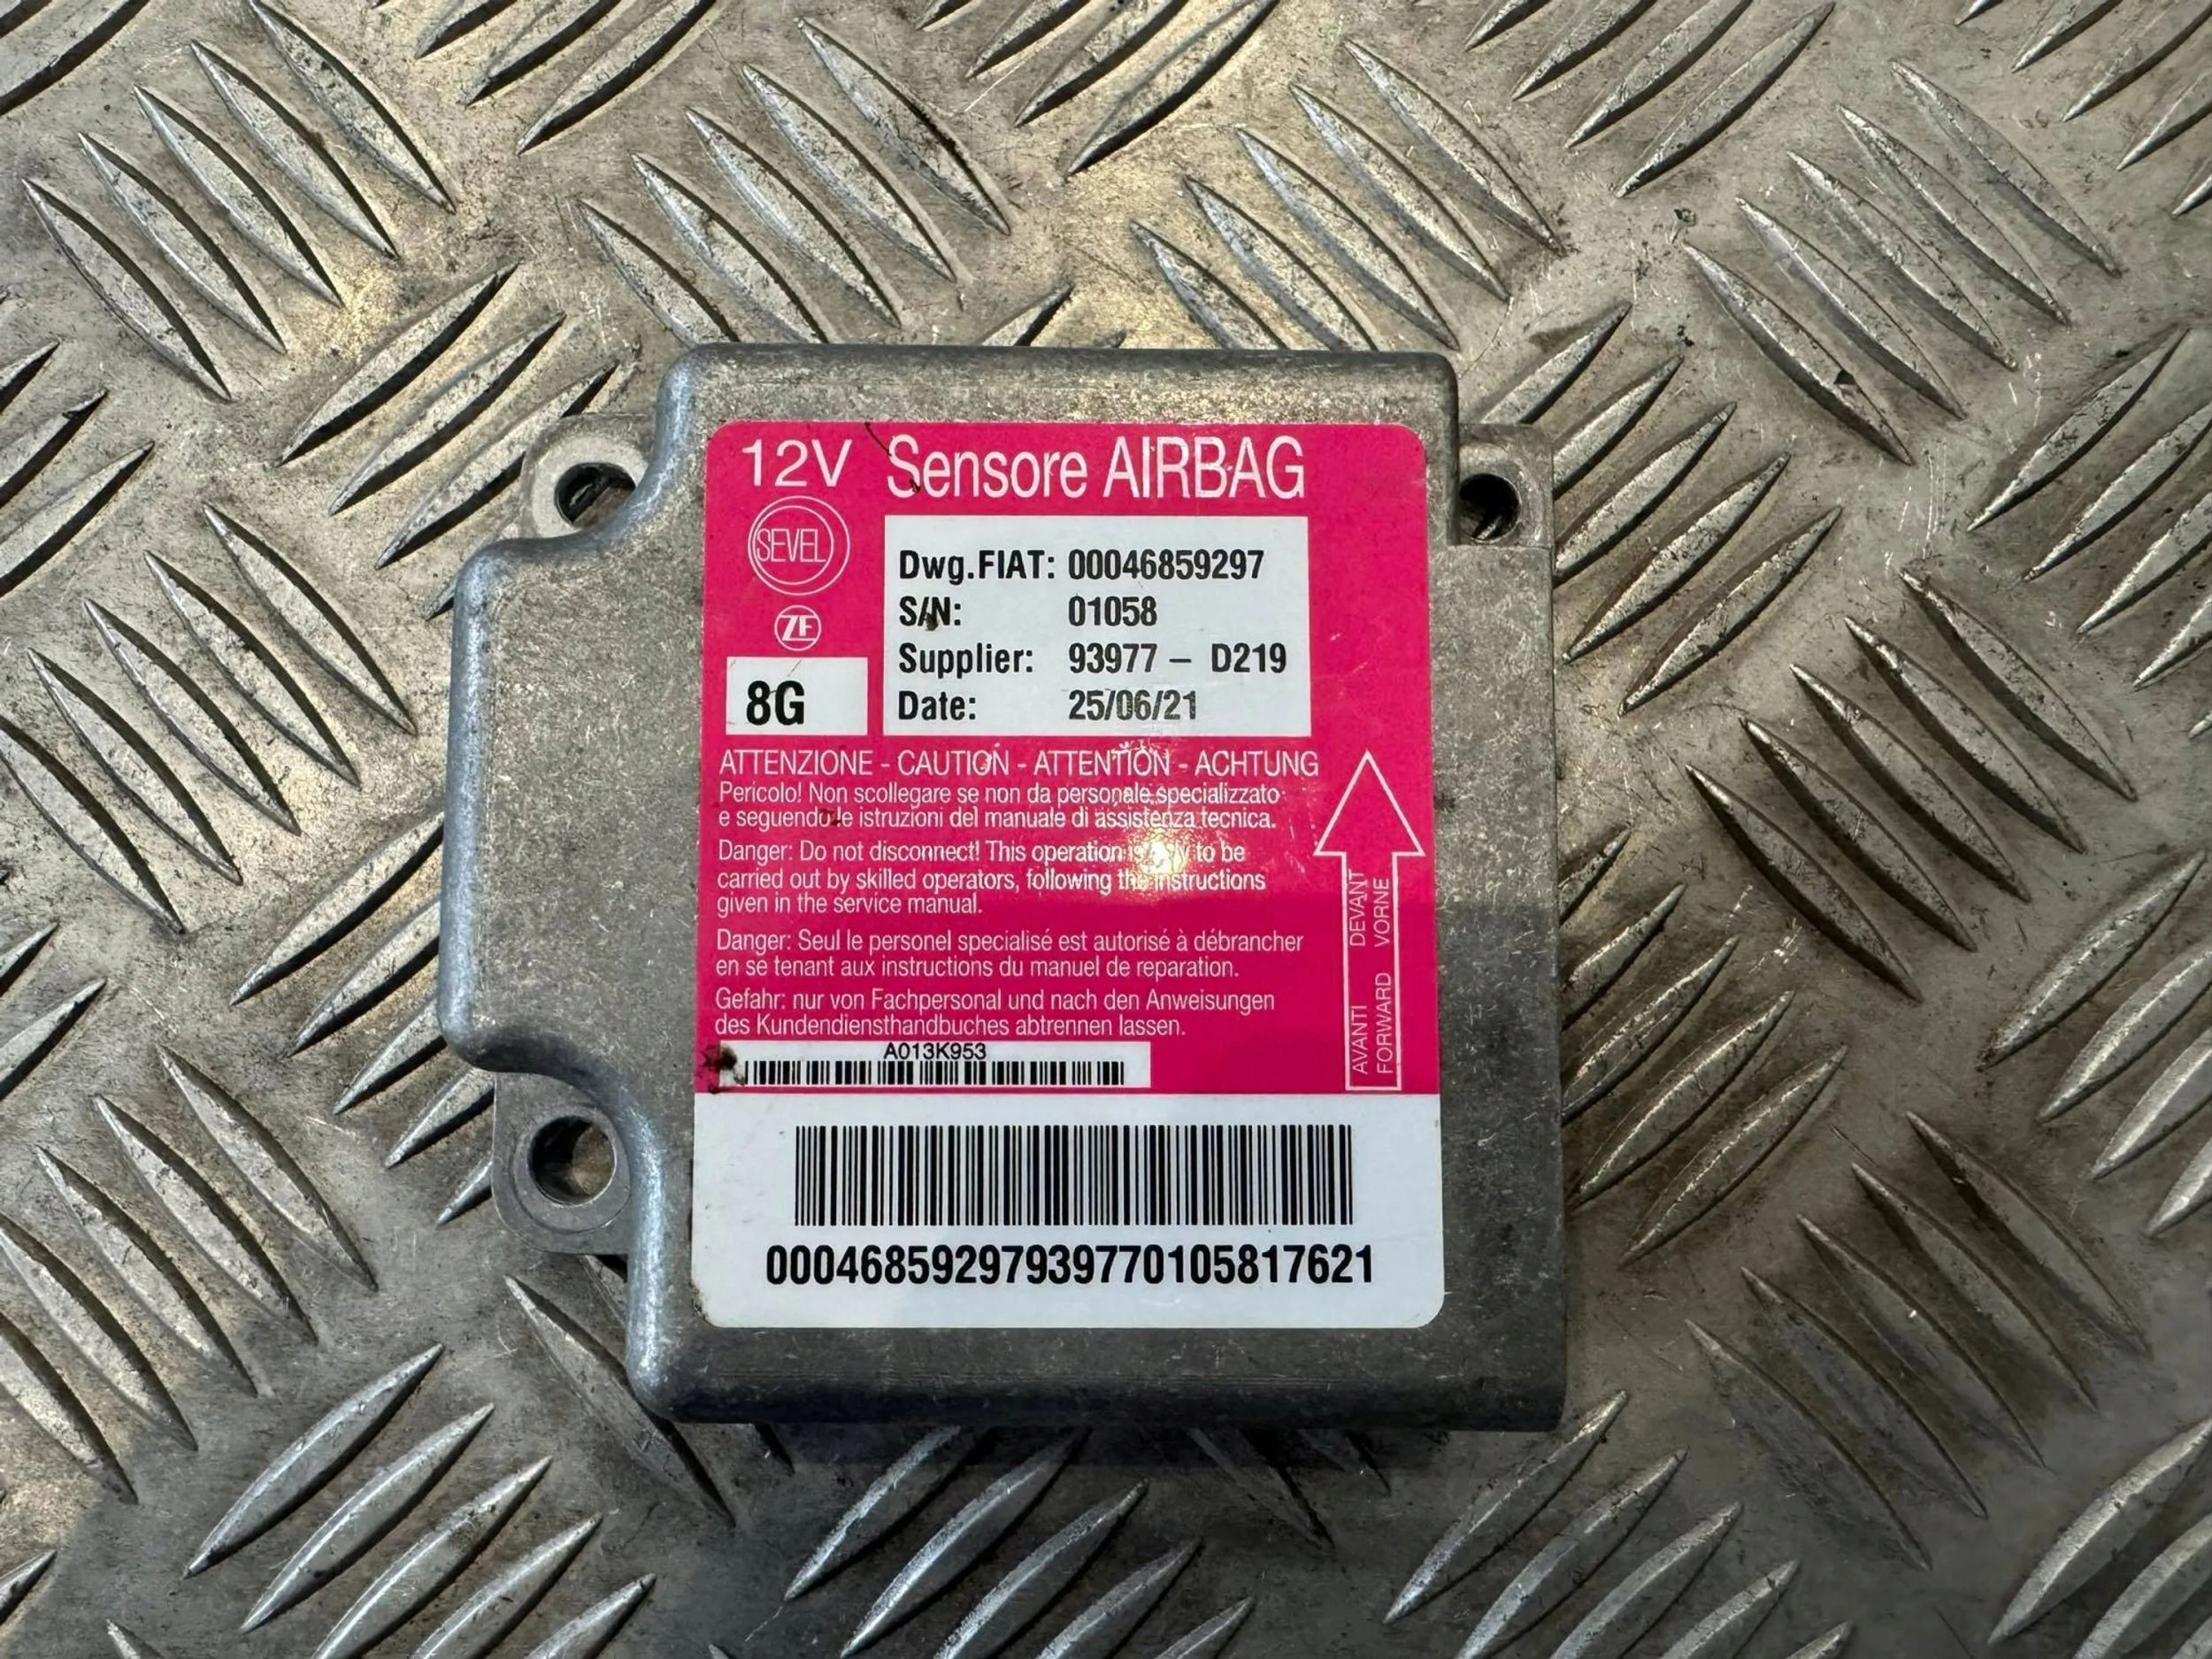 12V Sensore AIRBAG
SEVEL
ZF
8G
Dwg.FIAT: 00046859297
S/N: 01058
Supplier: 93977 – D219
Date: 25/06/21
ATTENZIONE - CAUTION - ATTENTION - ACHTUNG
Pericolo! Non scollegare se non da personale specializzato
e seguendo le istruzioni del manuale di assistenza tecnica.
Danger: Do not disconnect! This operation is to be
carried out by skilled operators, following the instructions
given in the service manual.
Danger: Seul le personel specialisé est autorisé à débrancher
en se tenant aux instructions du manuel de reparation.
Gefahr: nur von Fachpersonal und nach den Anweisungen
des Kundendiensthandbuches abtrennen lassen.
AVANTI DEVANT
FORWARD VORNE
A013K953
00046859297939770105817621